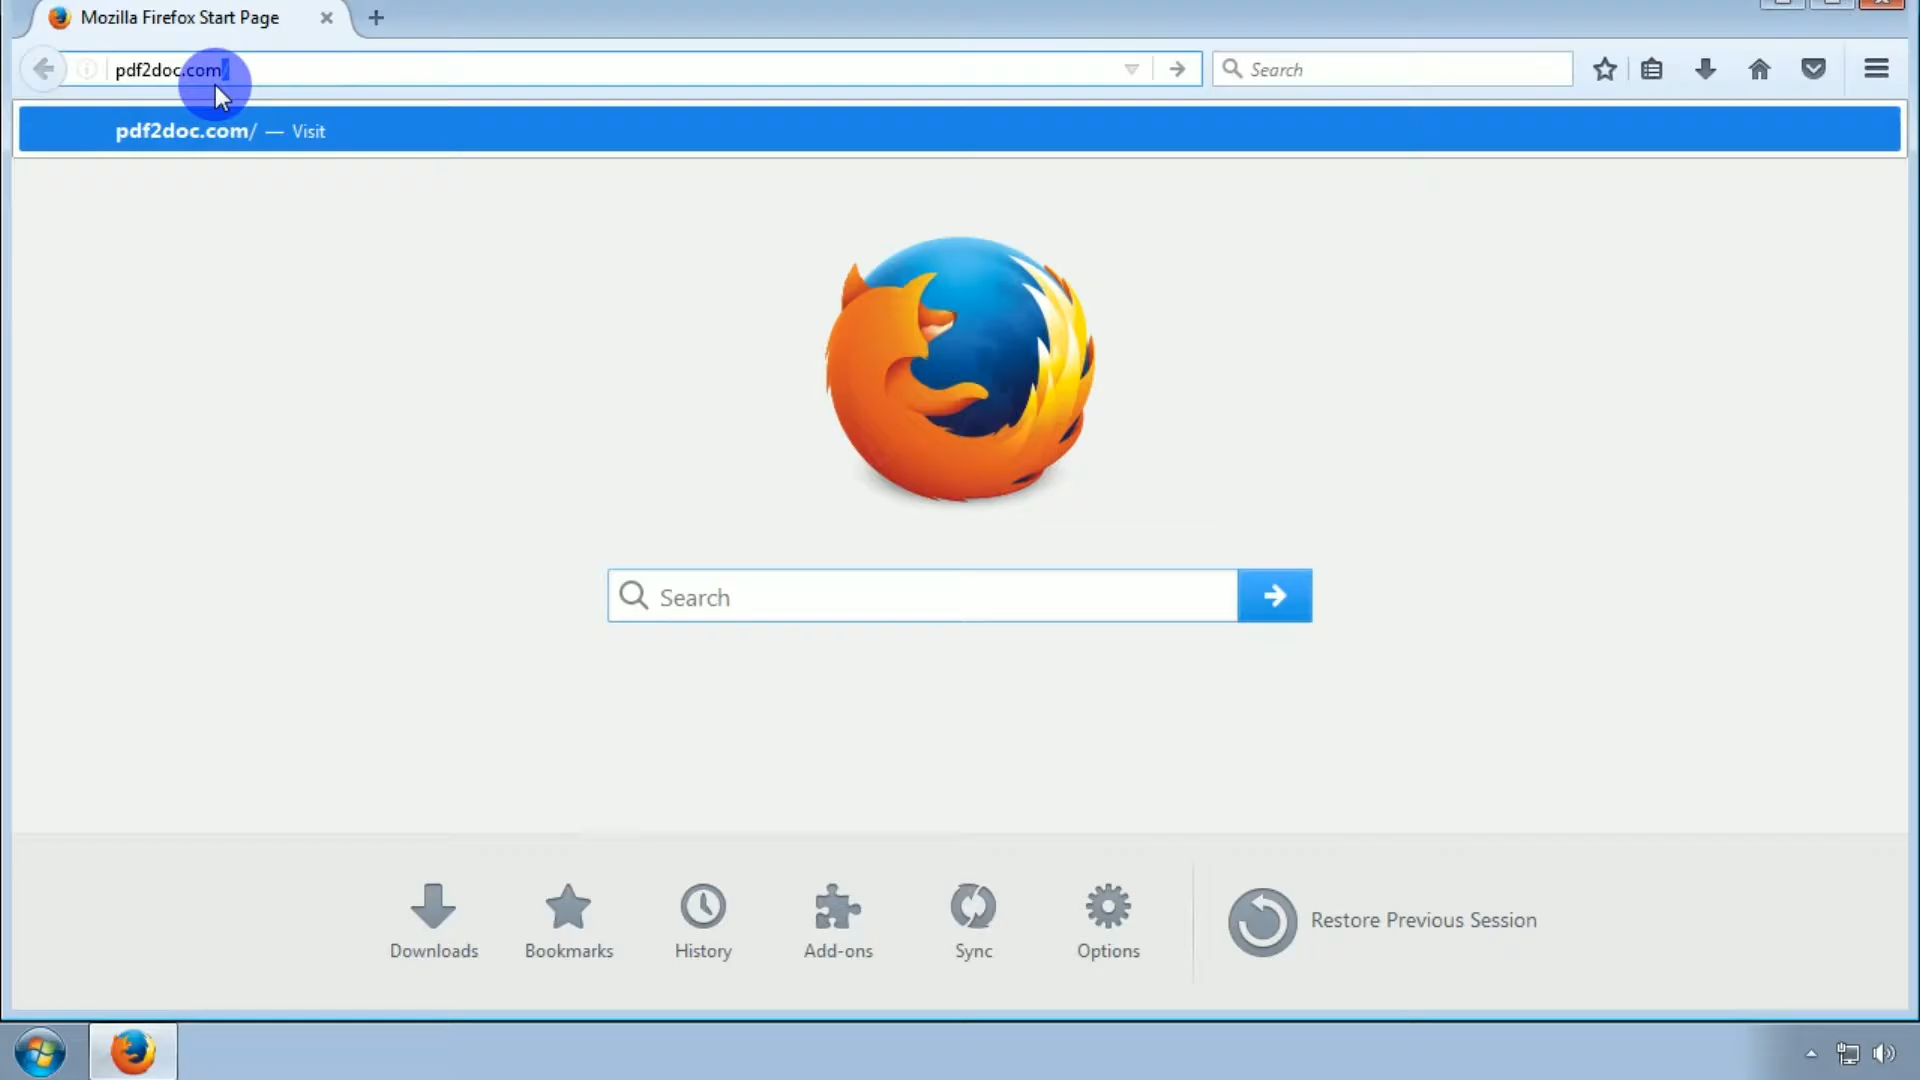 Mozilla Firefox Start Page
pdf2doc.com/
Search
pdf2doc.com/ — Visit
Search
Downloads
Bookmarks
History
Add-ons
Sync
Options
Restore Previous Session